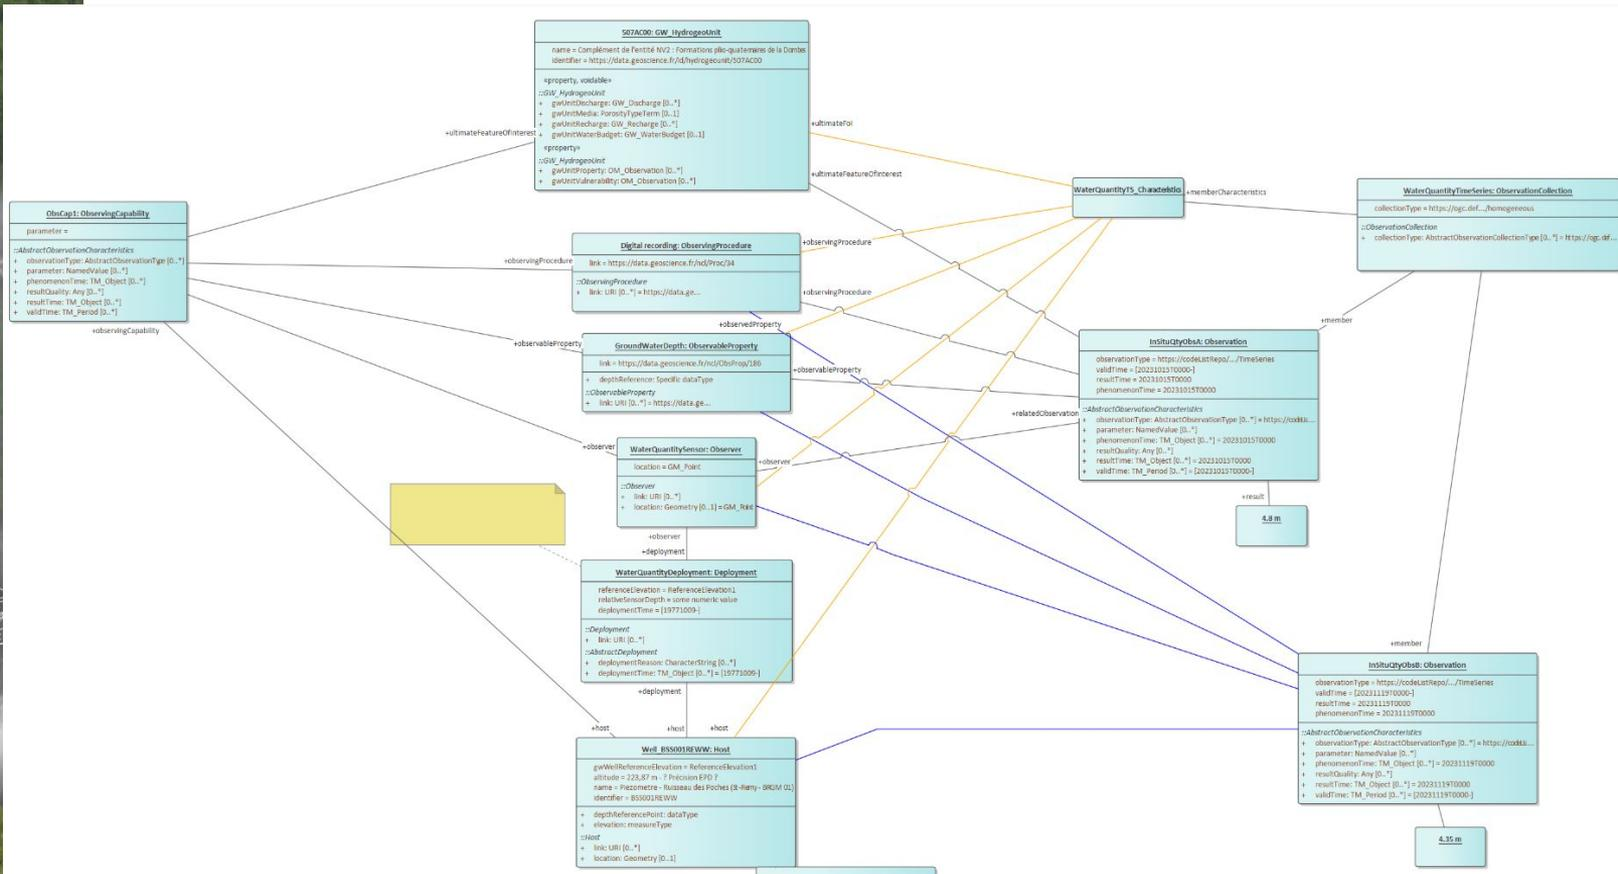 S07AC00: GW_HydrogeoUnit
name = Complément de l'entité NV2 : Formations plio-quaternaires de la Dombes
identifier = https://data.geoscience.fr/id/hydrogeounit/507AC00
«property, voidable»
::GW_HydrogeoUnit
+ gwUnitDischarge: GW_Discharge [0..*]
+ gwUnitMedia: PorosityTypeTerm [0..1]
+ gwUnitRecharge: GW_Recharge [0..*]
+ gwUnitWaterBudget: GW_WaterBudget [0..1]
«property»
::GW_HydrogeoUnit
+ gwUnitProperty: OM_Observation [0..*]
+ gwUnitVulnerability: OM_Observation [0..*]
+ultimateFeatureOfInterest
+ultimateFoI
+ultimateFeatureOfInterest
WaterQuantityTS_Characteristics
+memberCharacteristics
WaterQuantityTimeSeries: ObservationCollection
collectionType = https://ogc.def.../homogeneous
::ObservationCollection
+ collectionType: AbstractObservationCollectionType [0..*] = https://ogc.def...
ObsCap1: ObservingCapability
parameter =
::AbstractObservationCharacteristics
+ observationType: AbstractObservationType [0..*]
+ parameter: NamedValue [0..*]
+ phenomenonTime: TM_Object [0..*]
+ resultQuality: Any [0..*]
+ resultTime: TM_Object [0..*]
+ validTime: TM_Period [0..*]
+observingCapability
+observingProcedure
Digital recording: ObservingProcedure
link = https://data.geoscience.fr/ncl/Proc/34
::ObservingProcedure
+ link: URI [0..*] = https://data.ge...
+observingProcedure
+observingProcedure
+observedProperty
+observableProperty
GroundWaterDepth: ObservableProperty
link = https://data.geoscience.fr/ncl/ObsProp/186
+ depthReference: Specific dataType
::ObservableProperty
+ link: URI [0..*] = https://data.ge...
+observableProperty
+member
InSituQtyObsA: Observation
observationType = https://codeListRepo/.../TimeSeries
validTime = [20231015T0000-]
resultTime = 20231015T0000
phenomenonTime = 20231015T0000
::AbstractObservationCharacteristics
+ observationType: AbstractObservationType [0..*] = https://codeLis...
+ parameter: NamedValue [0..*]
+ phenomenonTime: TM_Object [0..*] = 20231015T0000
+ resultQuality: Any [0..*]
+ resultTime: TM_Object [0..*] = 20231015T0000
+ validTime: TM_Period [0..*] = [20231015T0000-]
+relatedObservation
+result
4.8 m
+observer
WaterQuantitySensor: Observer
location = GM_Point
::Observer
+ link: URI [0..*]
+ location: Geometry [0..1] = GM_Point
+observer
+observer
+deployment
WaterQuantityDeployment: Deployment
referenceElevation = ReferenceElevation1
relativeSensorDepth = some numeric value
deploymentTime = [19771009-]
::Deployment
+ link: URI [0..*]
::AbstractDeployment
+ deploymentReason: CharacterString [0..*]
+ deploymentTime: TM_Object [0..*] = [19771009-]
+deployment
+host
+host
+host
Well_BSS001REWW: Host
gwWellReferenceElevation = ReferenceElevation1
altitude = 223,87 m - ? Précision EPD ?
name = Piezometre - Ruisseau des Poches (St-Remy - BRGM 01)
identifier = BSS001REWW
+ depthReferencePoint: dataType
+ elevation: measureType
::Host
+ link: URI [0..*]
+ location: Geometry [0..1]
+member
InSituQtyObsB: Observation
observationType = https://codeListRepo/.../TimeSeries
validTime = [20231119T0000-]
resultTime = 20231119T0000
phenomenonTime = 20231119T0000
::AbstractObservationCharacteristics
+ observationType: AbstractObservationType [0..*] = https://codeLi...
+ parameter: NamedValue [0..*]
+ phenomenonTime: TM_Object [0..*] = 20231119T0000
+ resultQuality: Any [0..*]
+ resultTime: TM_Object [0..*] = 20231119T0000
+ validTime: TM_Period [0..*] = [20231119T0000-]
4.35 m